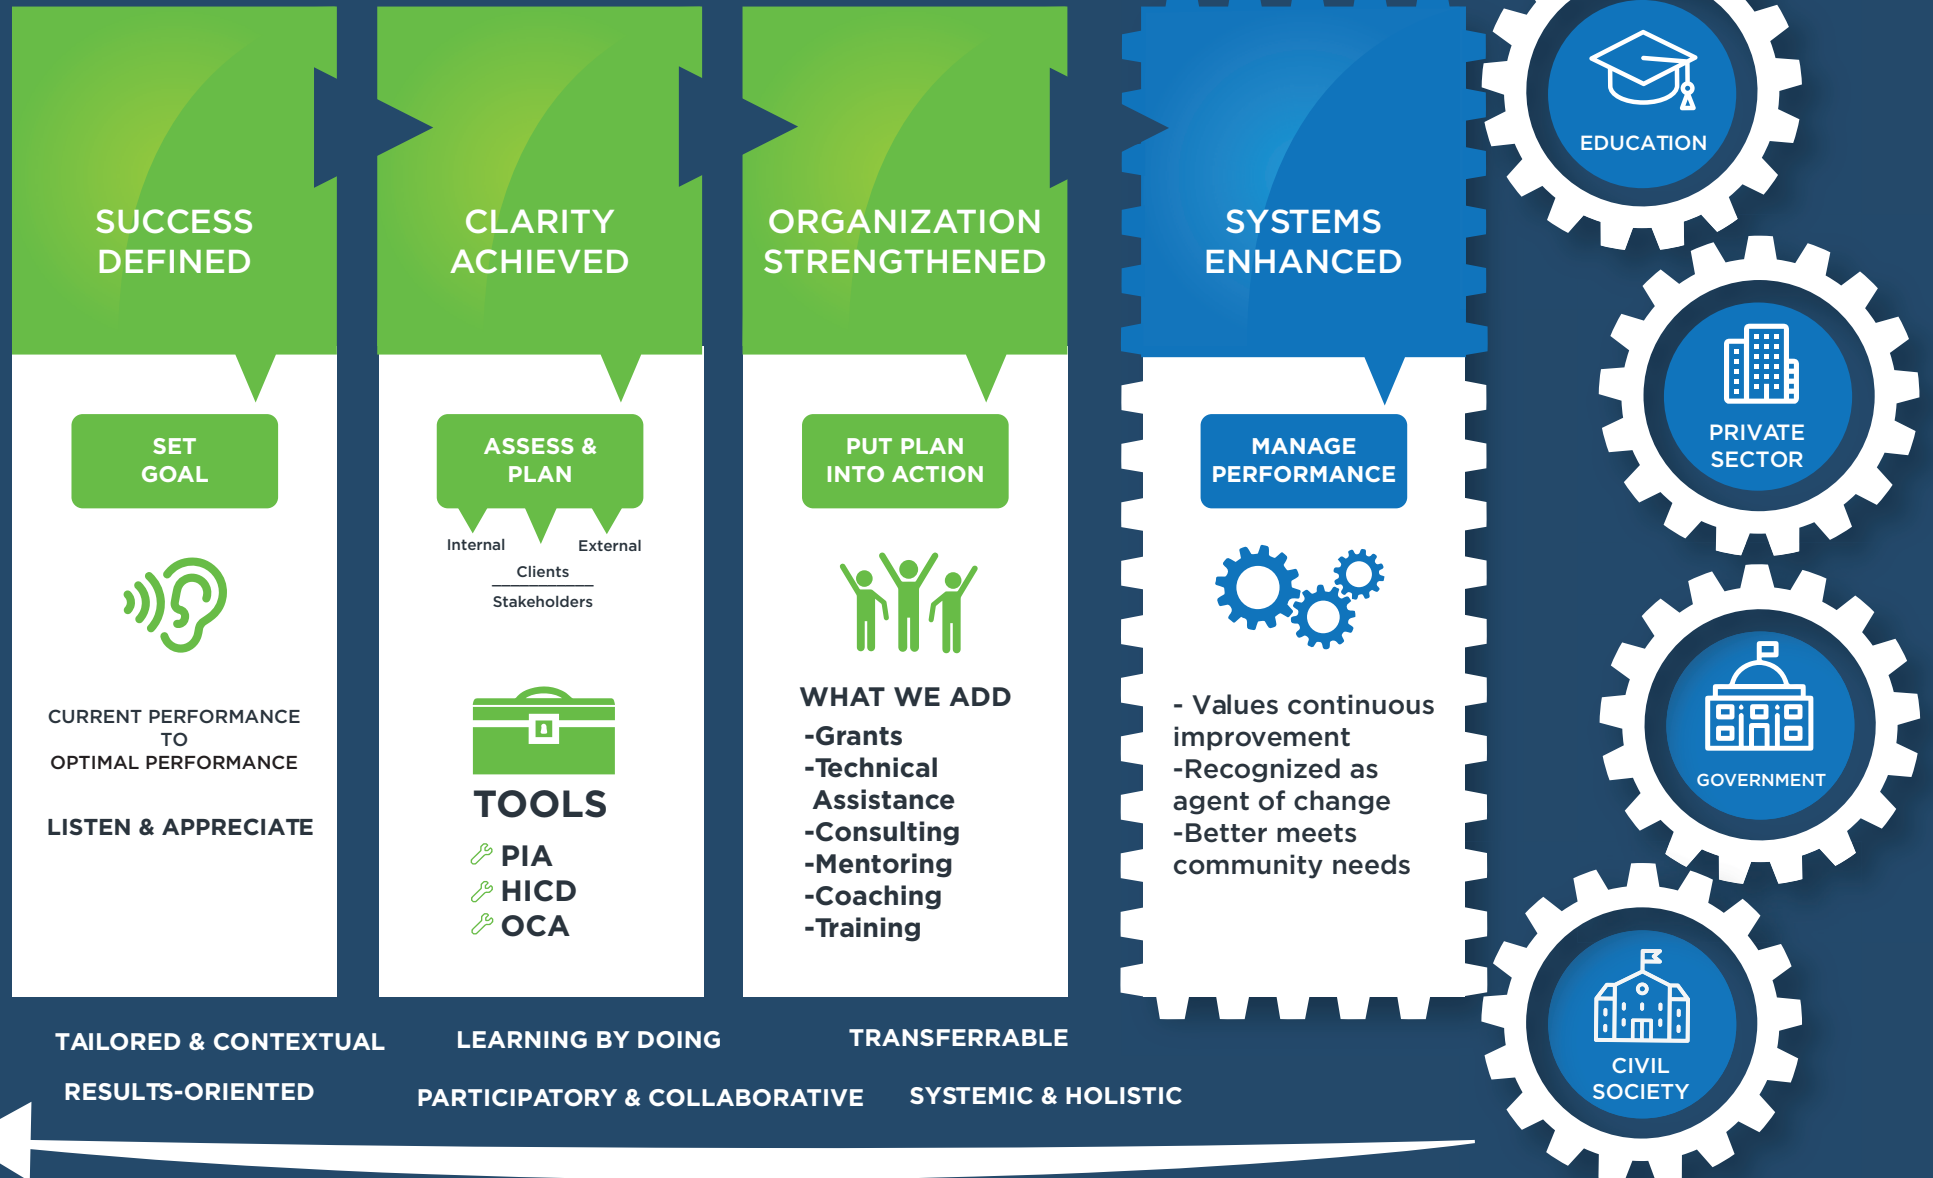 SUCCESS
DEFINED
SET
GOAL
CURRENT PERFORMANCE
TO
OPTIMAL PERFORMANCE
LISTEN & APPRECIATE
CLARITY
ACHIEVED
ASSESS &
PLAN
Internal
External
Clients
Stakeholders
TOOLS
PIA
HICD
OCA
ORGANIZATION
STRENGTHENED
PUT PLAN
INTO ACTION
WHAT WE ADD
-Grants
-Technical
Assistance
-Consulting
-Mentoring
-Coaching
-Training
SYSTEMS
ENHANCED
MANAGE
PERFORMANCE
- Values continuous
improvement
-Recognized as
agent of change
-Better meets
community needs
EDUCATION
PRIVATE
SECTOR
GOVERNMENT
CIVIL
SOCIETY
TAILORED & CONTEXTUAL
LEARNING BY DOING
TRANSFERRABLE
RESULTS-ORIENTED
PARTICIPATORY & COLLABORATIVE
SYSTEMIC & HOLISTIC